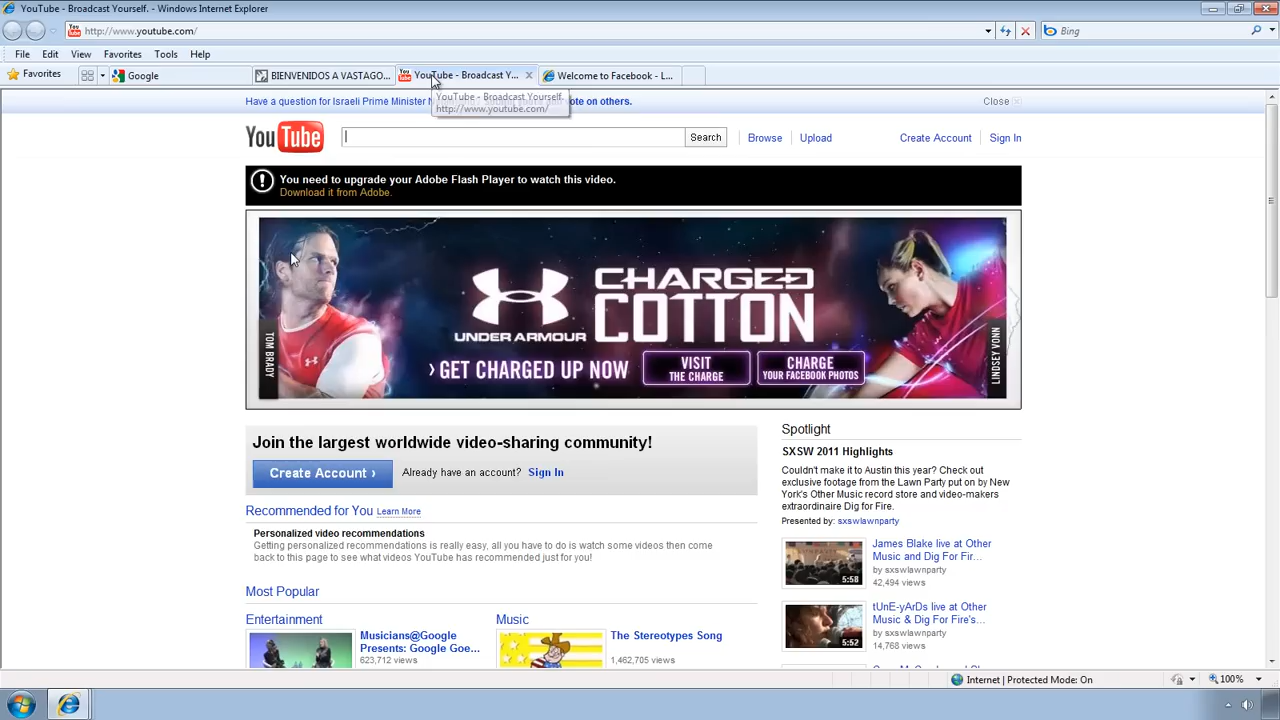 YouTube - Broadcast Yourself. - Windows Internet Explorer
http://www.youtube.com/
Bing
File Edit View Favorites Tools Help
Favorites
Google
BIENVENIDOS A VASTAGO...
YouTube - Broadcast Y...
Welcome to Facebook - L...
YouTube - Broadcast Yourself.
http://www.youtube.com/
Have a question for Israeli Prime Minister
ote on others.
Close
YouTube
Search
Browse
Upload
Create Account
Sign In
You need to upgrade your Adobe Flash Player to watch this video.
Download it from Adobe.
TOM BRADY
UNDER ARMOUR
CHARGED
COTTON
› GET CHARGED UP NOW
VISIT
THE CHARGE
CHARGE
YOUR FACEBOOK PHOTOS
LINDSEY VONN
Join the largest worldwide video-sharing community!
Create Account ›
Already have an account? Sign In
Recommended for You Learn More
Personalized video recommendations
Getting personalized recommendations is really easy, all you have to do is watch some videos then come
back to this page to see what videos YouTube has recommended just for you!
Most Popular
Entertainment
Musicians@Google
Presents: Google Goe...
623,712 views
Music
The Stereotypes Song
1,462,705 views
Spotlight
SXSW 2011 Highlights
Couldn't make it to Austin this year? Check out
exclusive footage from the Lawn Party put on by New
York's Other Music record store and video-makers
extraordinaire Dig for Fire.
Presented by: sxswlawnparty
5:58
James Blake live at Other
Music and Dig For Fir...
by sxswlawnparty
42,494 views
5:52
tUnE-yArDs live at Other
Music & Dig For Fire's...
by sxswlawnparty
14,768 views
Internet | Protected Mode: On
100%